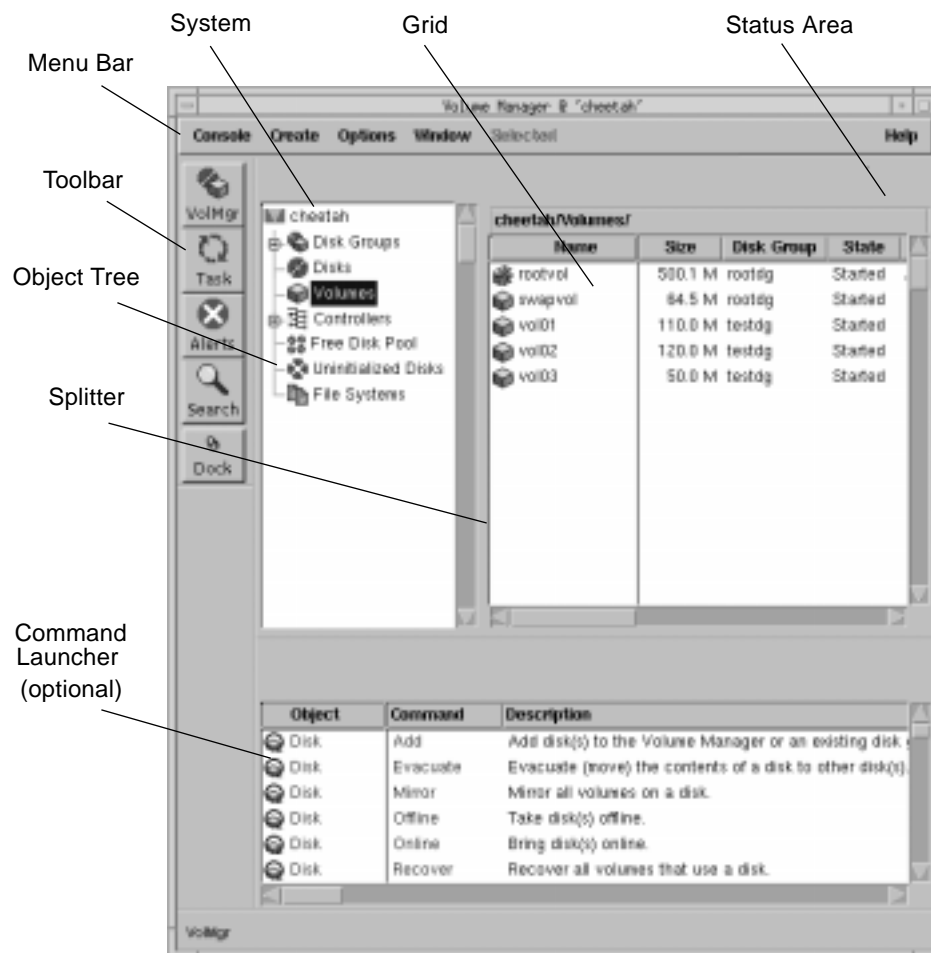 System
Grid
Status Area
Menu Bar
Volume Manager @ "cheetah"
Console Create Options Window Selected Help
Toolbar
VolMgr
Task
Alerts
Search
Dock
Object Tree
Splitter
cheetah
Disk Groups
Disks
Volumes
Controllers
Free Disk Pool
Uninitialized Disks
File Systems
cheetah/Volumes/
Name Size Disk Group State
rootvol 500.1 M rootdg Started
swapvol 64.5 M rootdg Started
vol01 110.0 M testdg Started
vol02 120.0 M testdg Started
vol03 50.0 M testdg Started
Command
Launcher
(optional)
Object Command Description
Disk Add Add disk(s) to the Volume Manager or an existing disk
Disk Evacuate Evacuate (move) the contents of a disk to other disk(s).
Disk Mirror Mirror all volumes on a disk.
Disk Offline Take disk(s) offline.
Disk Online Bring disk(s) online.
Disk Recover Recover all volumes that use a disk.
VolMgr